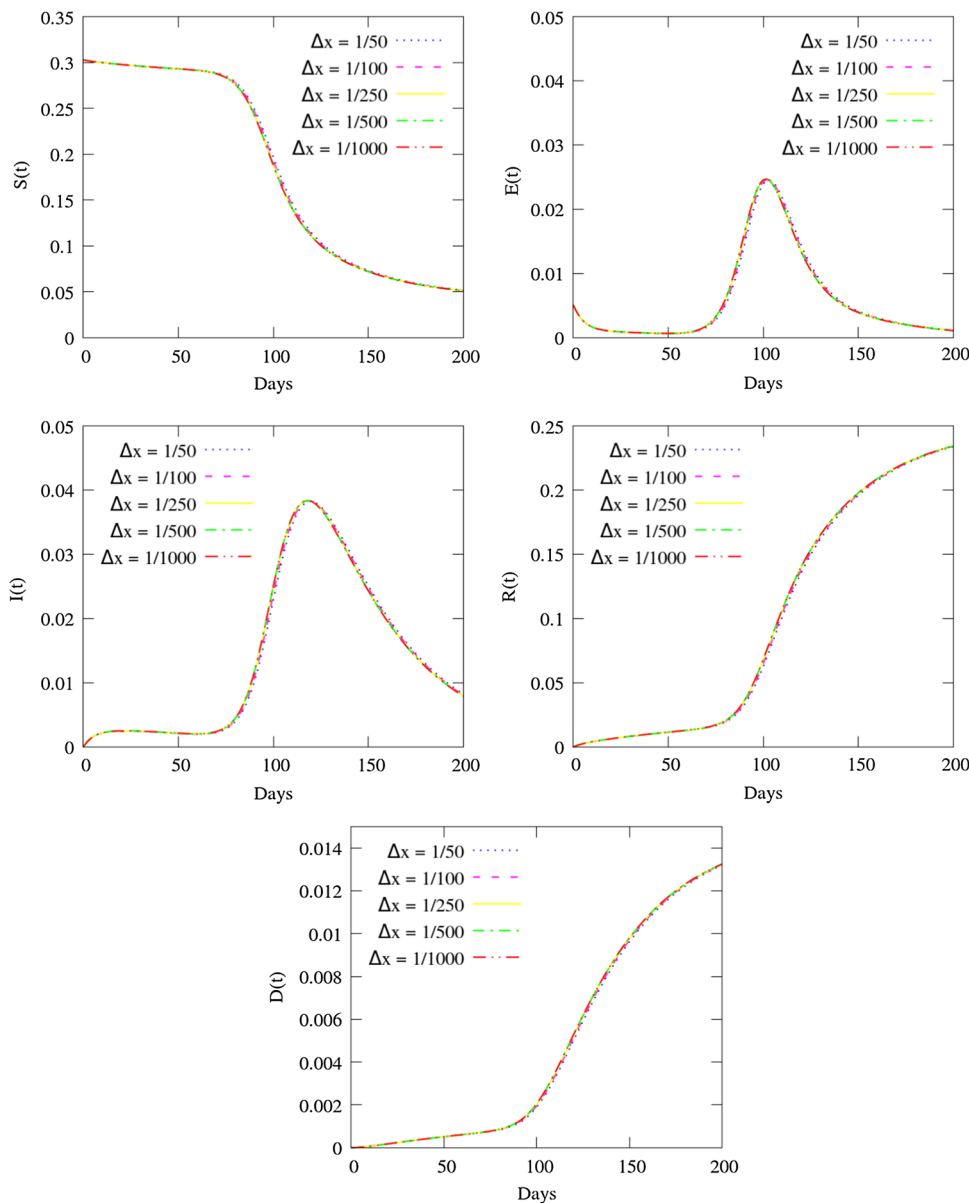 S(t)
0.35
0.3
0.25
0.2
0.15
0.1
0.05
0
0 50 100 150 200
Days
Δx = 1/50
Δx = 1/100
Δx = 1/250
Δx = 1/500
Δx = 1/1000
E(t)
0.05
0.04
0.03
0.02
0.01
0
0 50 100 150 200
Days
Δx = 1/50
Δx = 1/100
Δx = 1/250
Δx = 1/500
Δx = 1/1000
I(t)
0.05
0.04
0.03
0.02
0.01
0
0 50 100 150 200
Days
Δx = 1/50
Δx = 1/100
Δx = 1/250
Δx = 1/500
Δx = 1/1000
R(t)
0.25
0.2
0.15
0.1
0.05
0
0 50 100 150 200
Days
Δx = 1/50
Δx = 1/100
Δx = 1/250
Δx = 1/500
Δx = 1/1000
D(t)
0.014
0.012
0.01
0.008
0.006
0.004
0.002
0
0 50 100 150 200
Days
Δx = 1/50
Δx = 1/100
Δx = 1/250
Δx = 1/500
Δx = 1/1000